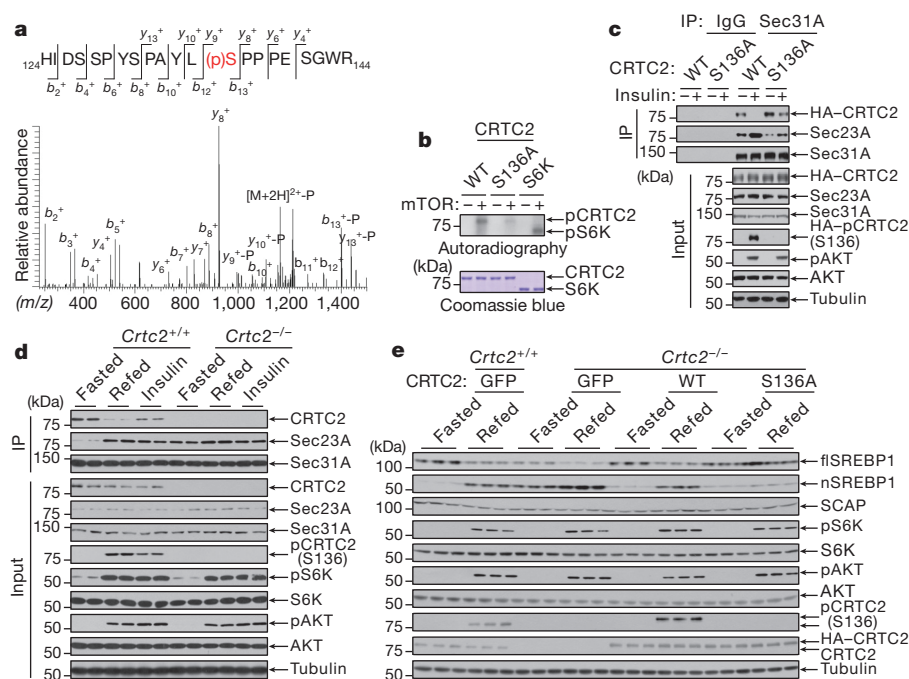 a
y13+ y10+ y9+ y8+ y6+ y4+
124HI DS SP YS PA Y L (p)S PP PE SGWR144
b2+ b4+ b6+ b8+ b10+ b12+ b13+
Relative abundance
y8+
[M+2H]2+-P
b2+
b3+
y4+
b4+
b5+
y6+
b7+
y7+
b8+
y9+-P
y10+-P
b10+
b11+
b12+
b13+-P
y13+-P
(m/z) 400 600 800 1,000 1,200 1,400
b
CRTC2
WT S136A S6K
mTOR: – + – + – +
75
pCRTC2
pS6K
Autoradiography
(kDa)
75
CRTC2
S6K
Coomassie blue
c
IP: IgG Sec31A
CRTC2: WT S136A WT S136A
Insulin: – + – + – + – +
IP
75 HA–CRTC2
75 Sec23A
150 Sec31A
(kDa)
Input
75 HA–CRTC2
75 Sec23A
150 Sec31A
75 HA-pCRTC2 (S136)
50 pAKT
50 AKT
50 Tubulin
d
Crtc2+/+ Crtc2–/–
Fasted Refed Insulin Fasted Refed Insulin
(kDa)
IP
75 CRTC2
75 Sec23A
150 Sec31A
Input
75 CRTC2
75 Sec23A
150 Sec31A
75 pCRTC2 (S136)
50 pS6K
50 S6K
50 pAKT
50 AKT
50 Tubulin
e
Crtc2+/+ Crtc2–/–
CRTC2: GFP GFP WT S136A
Fasted Refed Fasted Refed Fasted Refed Fasted Refed
(kDa)
100 flSREBP1
50 nSREBP1
100 SCAP
50 pS6K
50 S6K
50 pAKT
50 AKT
75 pCRTC2 (S136)
75 HA–CRTC2
CRTC2
50 Tubulin